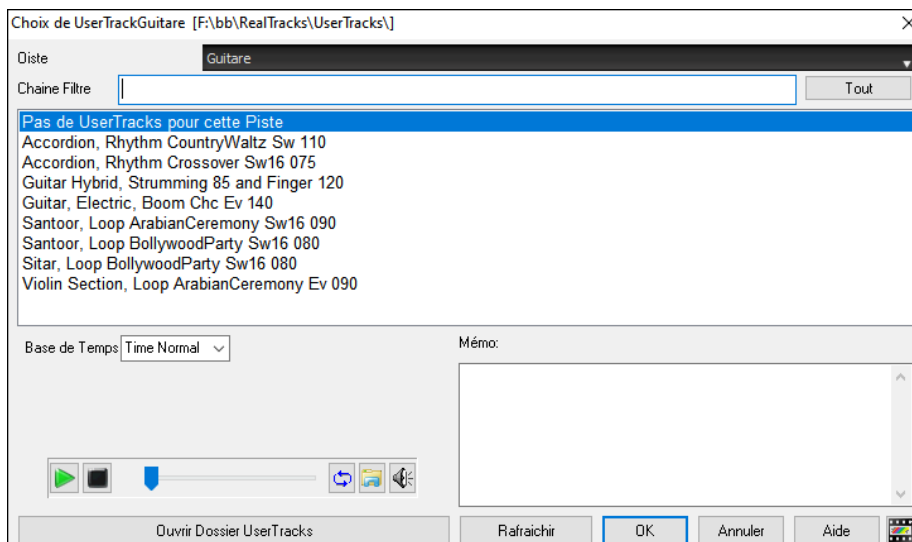 Choix de UserTrackGuitare [F:\bb\RealTracks\UserTracks\]
Oiste Guitare
Chaine Filtre Tout
Pas de UserTracks pour cette Piste
Accordion, Rhythm CountryWaltz Sw 110
Accordion, Rhythm Crossover Sw16 075
Guitar Hybrid, Strumming 85 and Finger 120
Guitar, Electric, Boom Chc Ev 140
Santoor, Loop ArabianCeremony Sw16 090
Santoor, Loop BollywoodParty Sw16 080
Sitar, Loop BollywoodParty Sw16 080
Violin Section, Loop ArabianCeremony Ev 090
Base de Temps Time Normal
Mémo:
Ouvrir Dossier UserTracks Rafraichir OK Annuler Aide